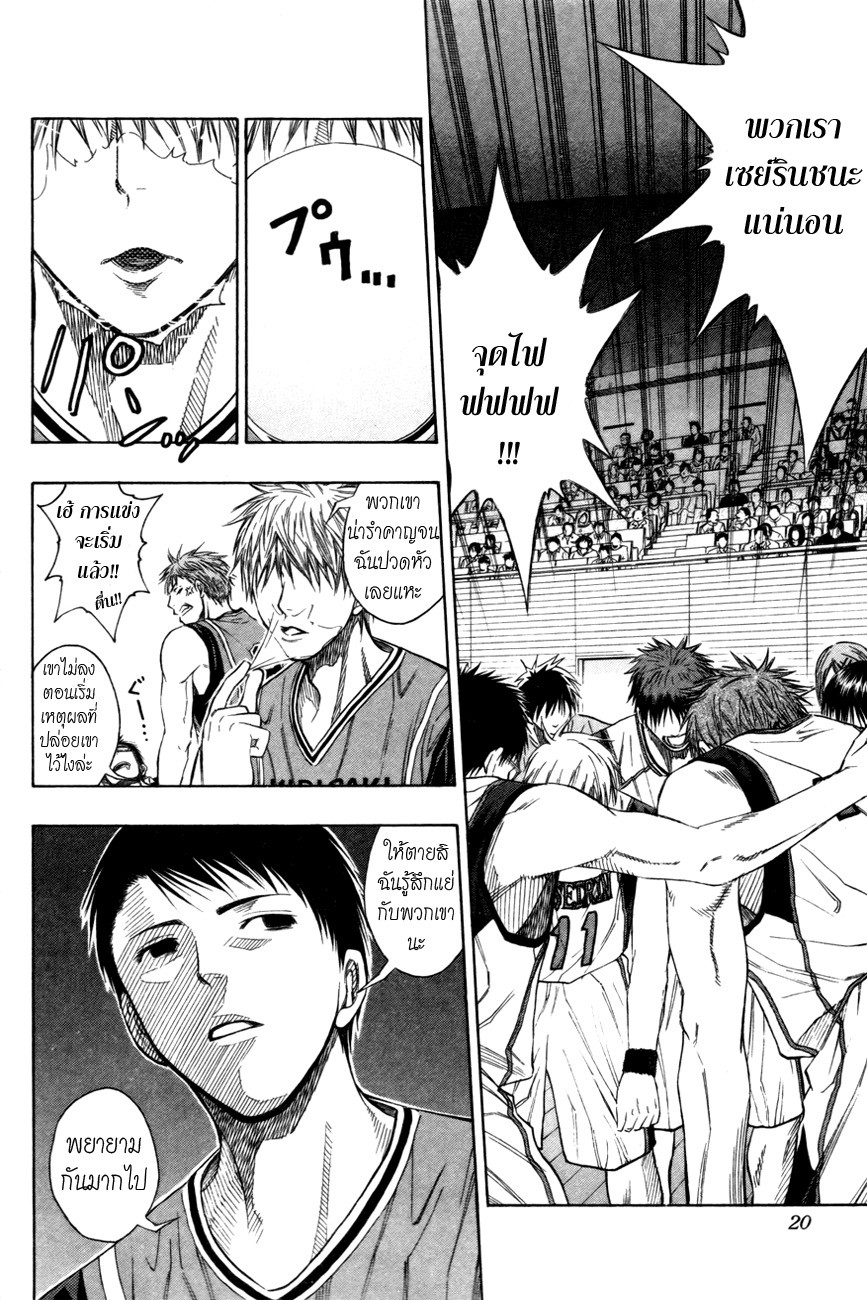 พวกเรา
เซย์รินชนะ
แน่นอน
จุดไฟ
ฟฟฟฟ
!!!
プゥ...
パーン
พวกเขา
น่ารำคาญจน
ฉันปวดหัว
เลยแหะ
เฮ้ การแข่ง
จะเริ่ม
แล้ว!!
ตื่น!!
เขาไม่ลง
ตอนเริ่ม
เหตุผลที่
ปล่อยเขา
ไว้ไงล่ะ
ぐー
KIRISAKI
SEIRIN
11
ให้ตายสิ
ฉันรู้สึกแย่
กับพวกเขา
นะ
พยายาม
กันมากไป
20